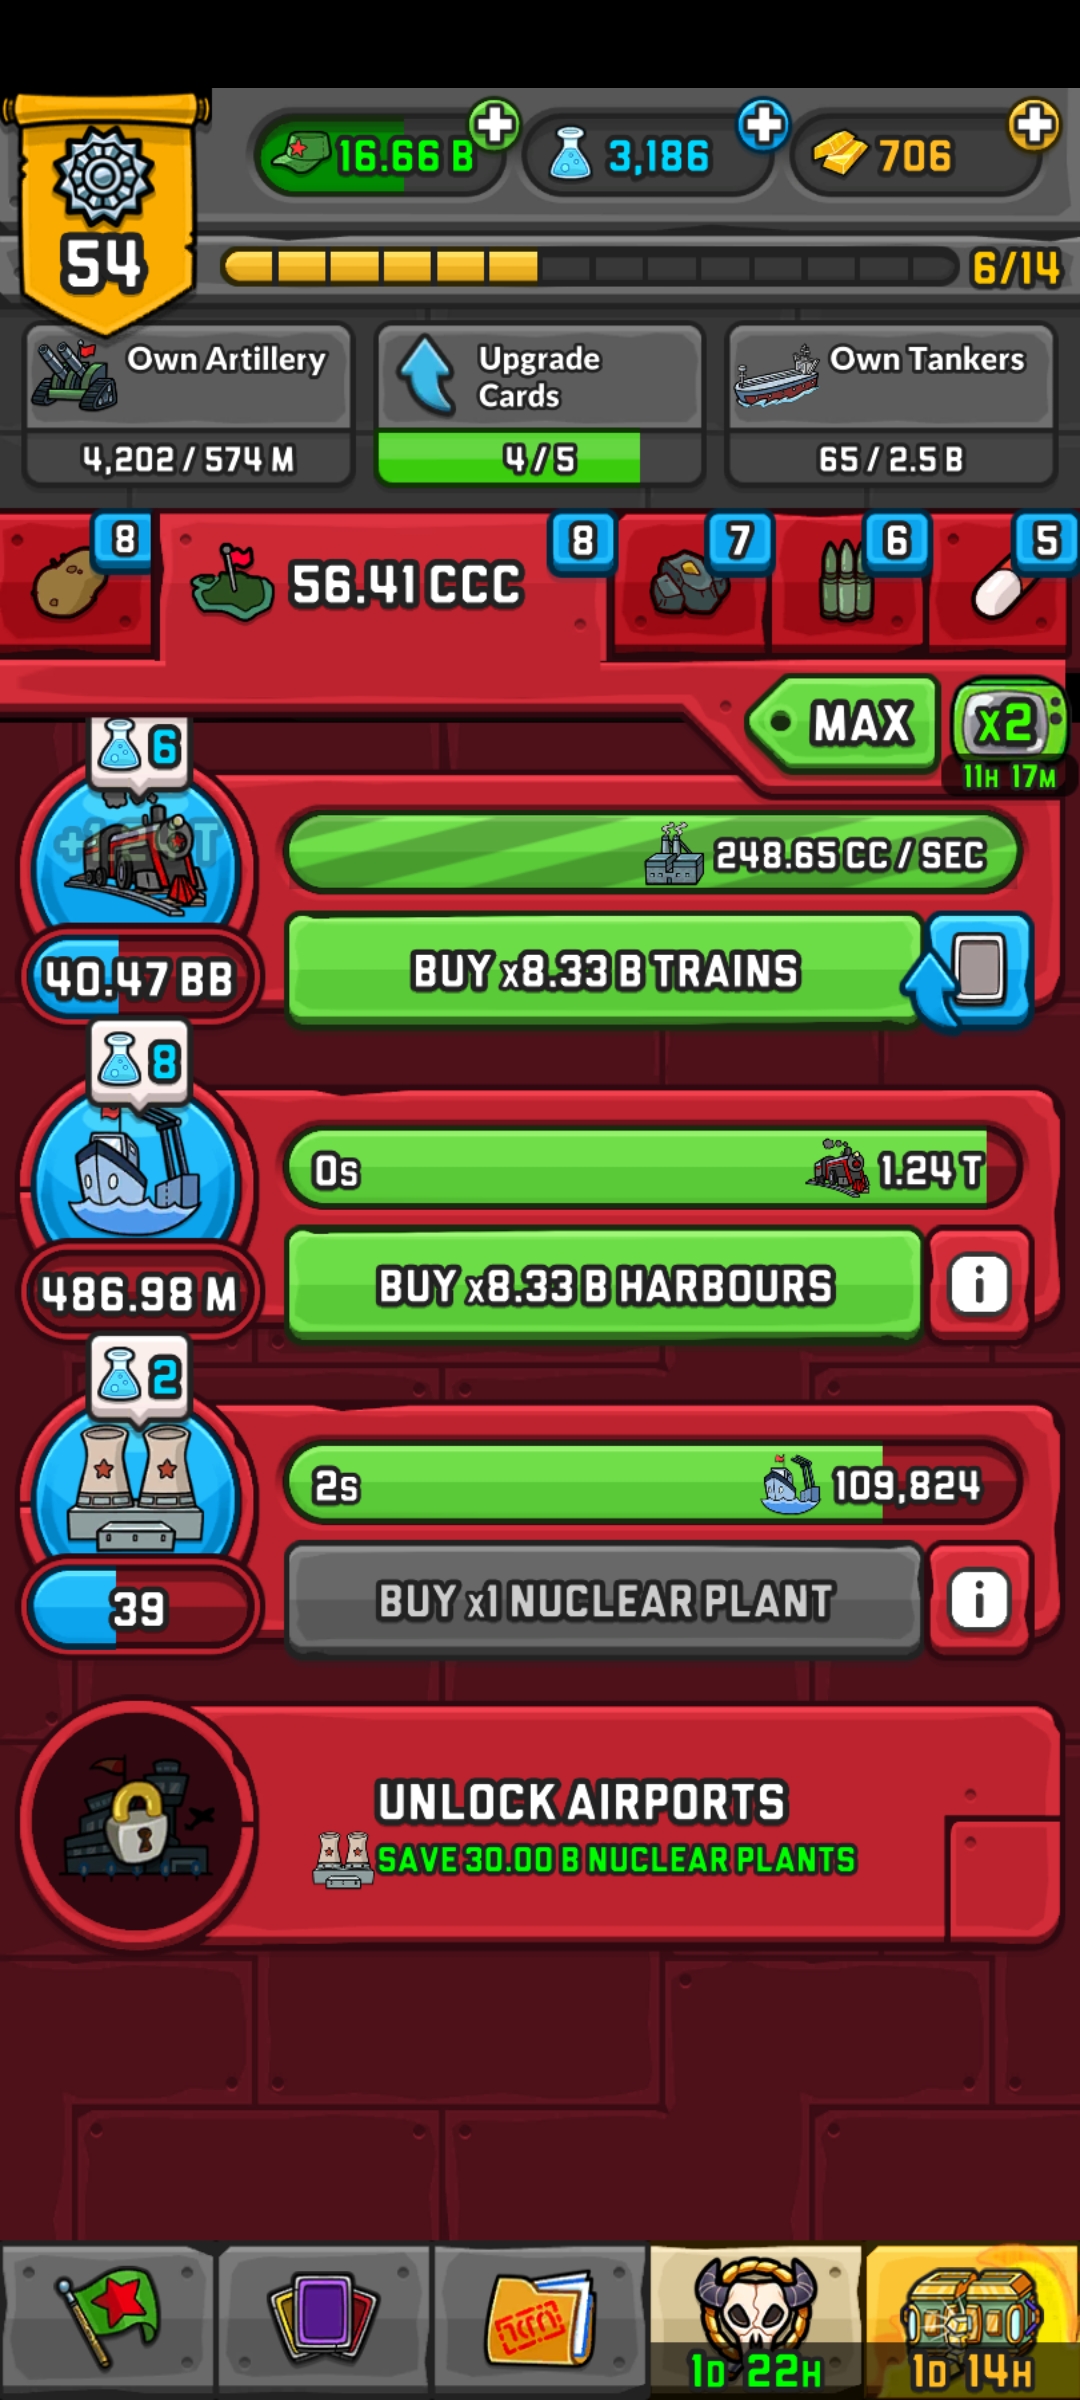 16.66 B
3,186
706
54
6/14
Own Artillery
4,202 / 574 M
Upgrade
Cards
4 / 5
Own Tankers
65 / 2.5 B
8
56.41 CCC
8
7
6
5
MAX
x2
11H 17M
6
248.65 CC / SEC
40.47 BB
BUY x8.33 B TRAINS
8
0s
1.24 T
486.98 M
BUY x8.33 B HARBOURS
i
2
2s
109,824
39
BUY x1 NUCLEAR PLANT
i
UNLOCK AIRPORTS
SAVE 30.00 B NUCLEAR PLANTS
1D 22H
1D 14H